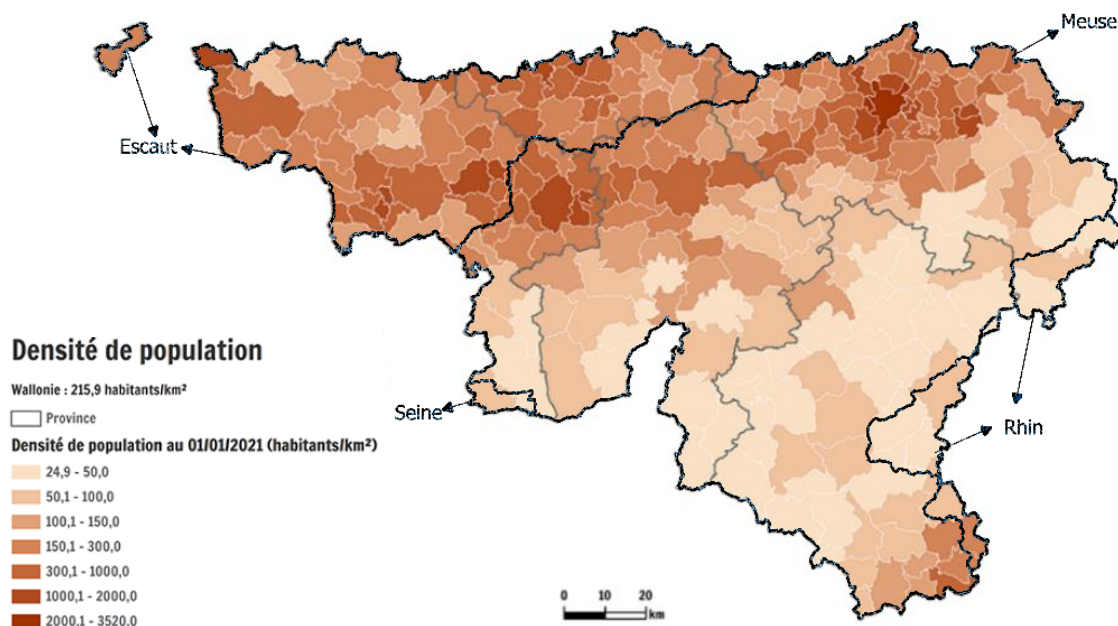 Meuse
Escaut
Densité de population
Wallonie : 215,9 habitants/km²
Province
Seine
Rhin
Densité de population au 01/01/2021 (habitants/km²)
24,9 - 50,0
50,1 - 100,0
100,1 - 150,0
150,1 - 300,0
300,1 - 1000,0
1000,1 - 2000,0
2000,1 - 3520,0
0 10 20
km